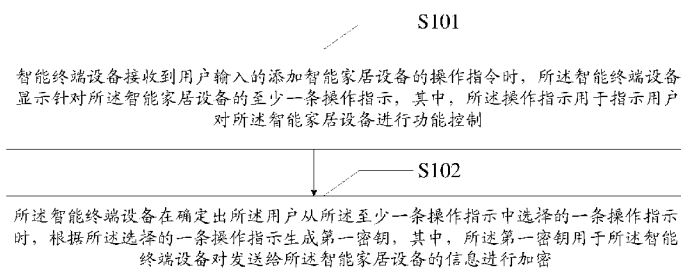 S101
智能终端设备接收到用户输入的添加智能家居设备的操作指令时，所述智能终端设备
显示针对所述智能家居设备的至少一条操作指示，其中，所述操作指示用于指示用户
对所述智能家居设备进行功能控制
S102
所述智能终端设备在确定出所述用户从所述至少一条操作指示中选择的一条操作指示
时，根据所述选择的一条操作指示生成第一密钥，其中，所述第一密钥用于所述智能
终端设备对发送给所述智能家居设备的信息进行加密